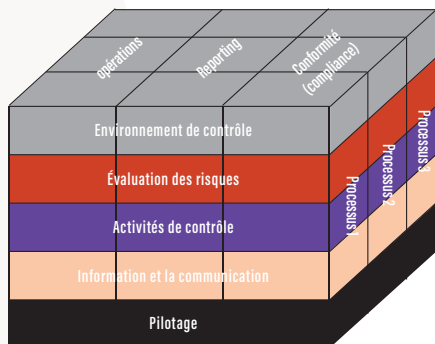 opérations
Reporting
Conformité
(compliance)
Environnement de contrôle
Évaluation des risques
Activités de contrôle
Information et la communication
Pilotage
Processus 1
Processus 2
Processus 3